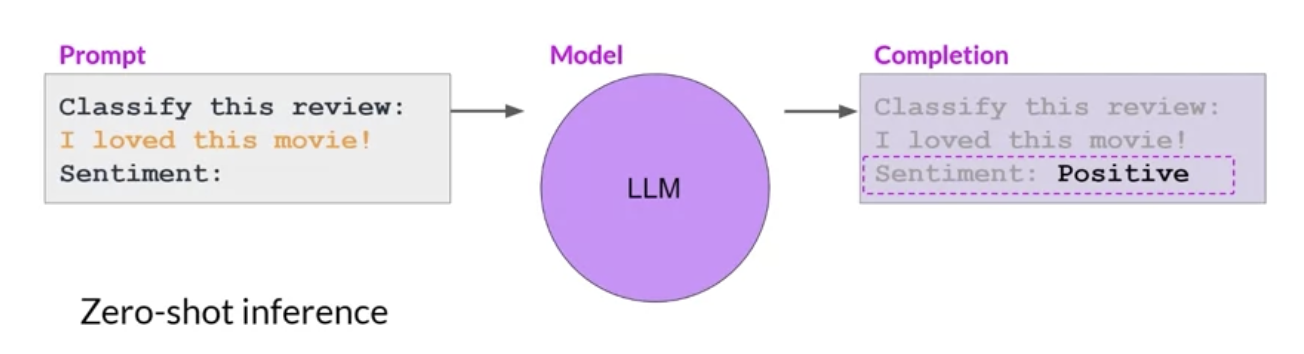 Prompt
Classify this review:
I loved this movie!
Sentiment:
Model
LLM
Completion
Classify this review:
I loved this movie!
Sentiment: Positive
Zero-shot inference